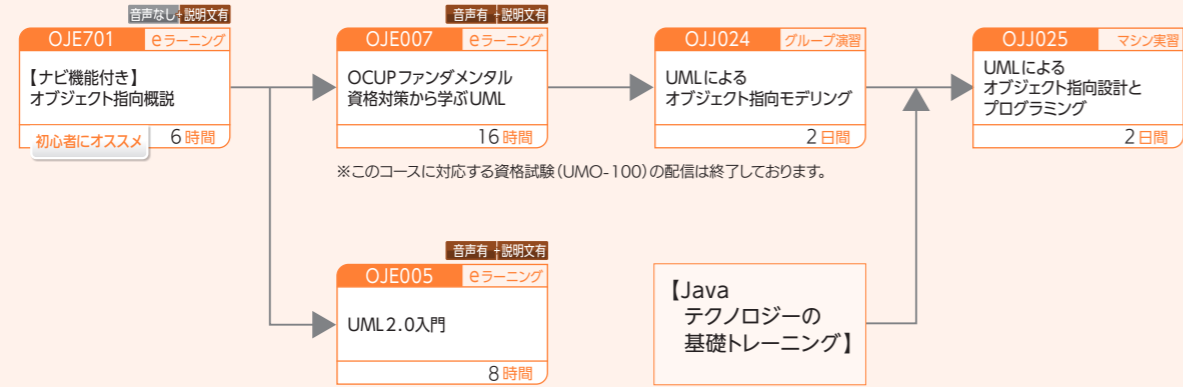 音声なし+説明文有
OJE701 eラーニング
【ナビ機能付き】
オブジェクト指向概説
初心者にオススメ 6時間
音声有+説明文有
OJE007 eラーニング
OCUPファンダメンタル
資格対策から学ぶUML
16時間
※このコースに対応する資格試験(UMO-100)の配信は終了しております。
OJJ024 グループ演習
UMLによる
オブジェクト指向モデリング
2日間
OJJ025 マシン実習
UMLによる
オブジェクト指向設計と
プログラミング
2日間
音声有+説明文有
OJE005 eラーニング
UML2.0入門
8時間
【Java
テクノロジーの
基礎トレーニング】